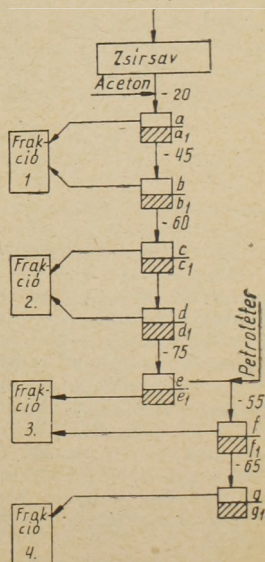 Zsírsav
Aceton
- 20
a
a1
Frak-
ció
1
- 45
b
b1
- 60
c
c1
Frak-
ció
2.
d
d1
- 75
Petroléter
e
e1
Frak-
ció
3.
- 55
f
f1
- 65
g
g1
Frak-
ció
4.